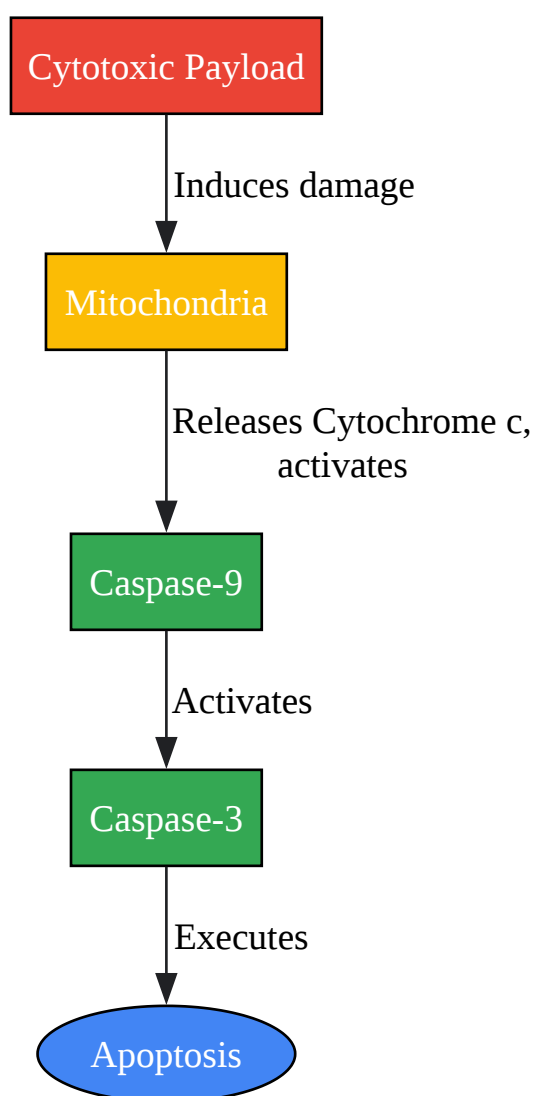 Cytotoxic Payload
Induces damage
Mitochondria
Releases Cytochrome c,
activates
Caspase-9
Activates
Caspase-3
Executes
Apoptosis